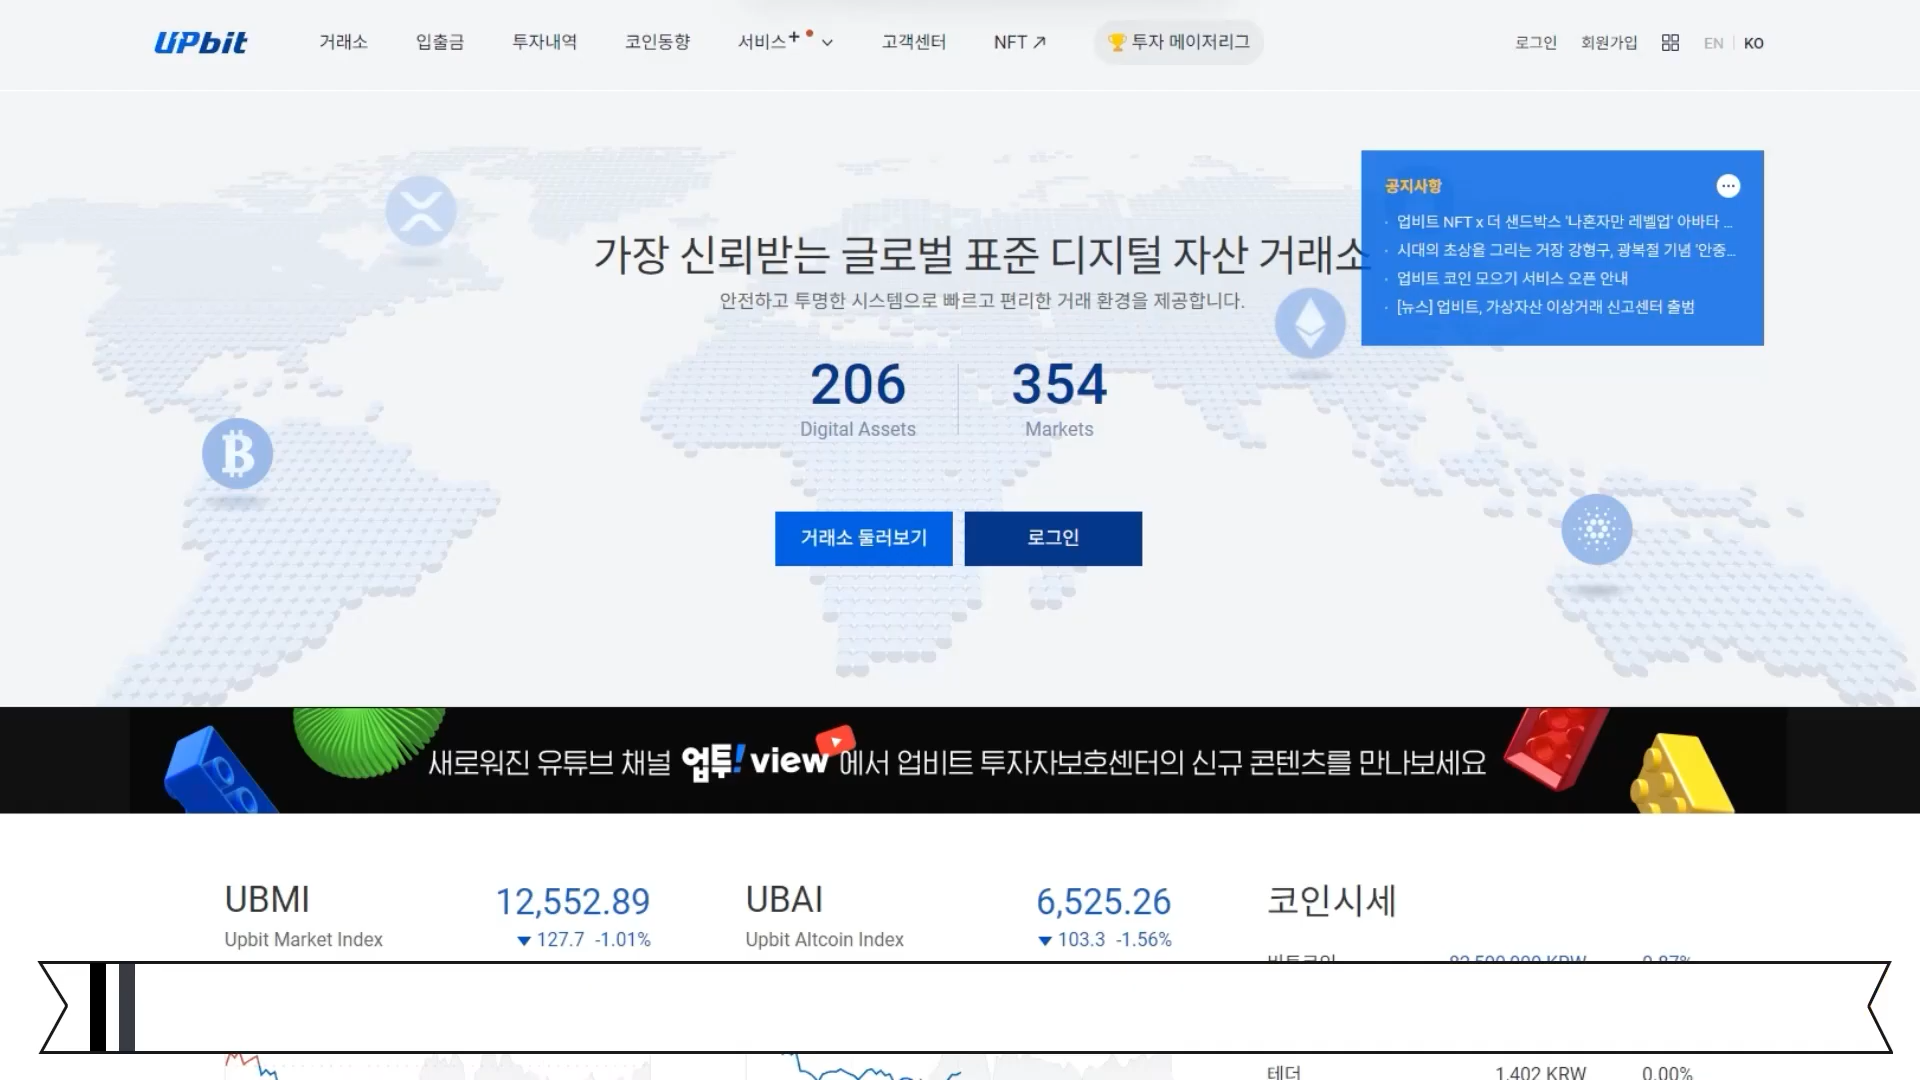 UPbit
거래소 입출금 투자내역 코인동향 서비스+ 고객센터 NFT ↗ 투자 메이저리그
로그인 회원가입 EN | KO
공지사항
· 업비트 NFT x 더 샌드박스 '나혼자만 레벨업' 아바타 ...
· 시대의 초상을 그리는 거장 강형구, 광복절 기념 '안중...
· 업비트 코인 모으기 서비스 오픈 안내
· [뉴스] 업비트, 가상자산 이상거래 신고센터 출범
가장 신뢰받는 글로벌 표준 디지털 자산 거래소
안전하고 투명한 시스템으로 빠르고 편리한 거래 환경을 제공합니다.
206 354
Digital Assets Markets
거래소 둘러보기 로그인
새로워진 유튜브 채널 업투! view 에서 업비트 투자자보호센터의 신규 콘텐츠를 만나보세요
UBMI 12,552.89 UBAI 6,525.26 코인시세
Upbit Market Index ▼ 127.7 -1.01% Upbit Altcoin Index ▼ 103.3 -1.56%
테더 1,402 KRW 0.00%